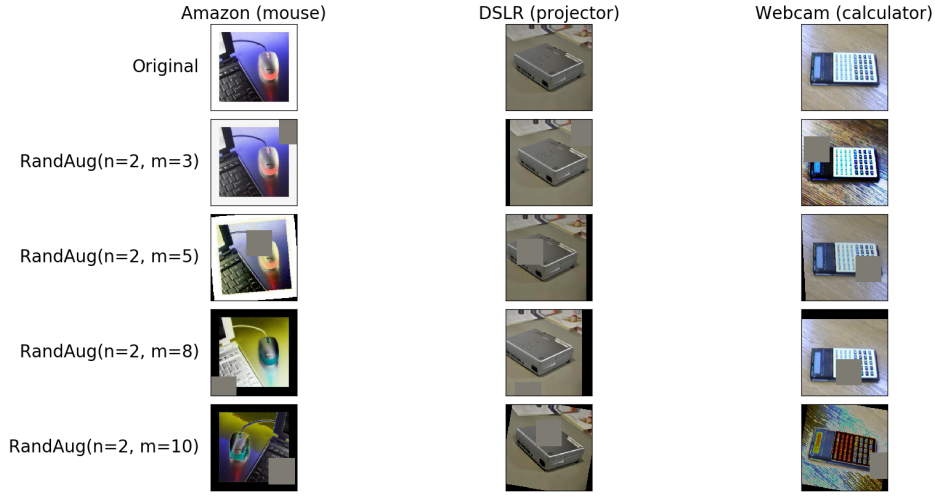 Amazon (mouse)
DSLR (projector)
Webcam (calculator)
Original
RandAug(n=2, m=3)
RandAug(n=2, m=5)
RandAug(n=2, m=8)
RandAug(n=2, m=10)